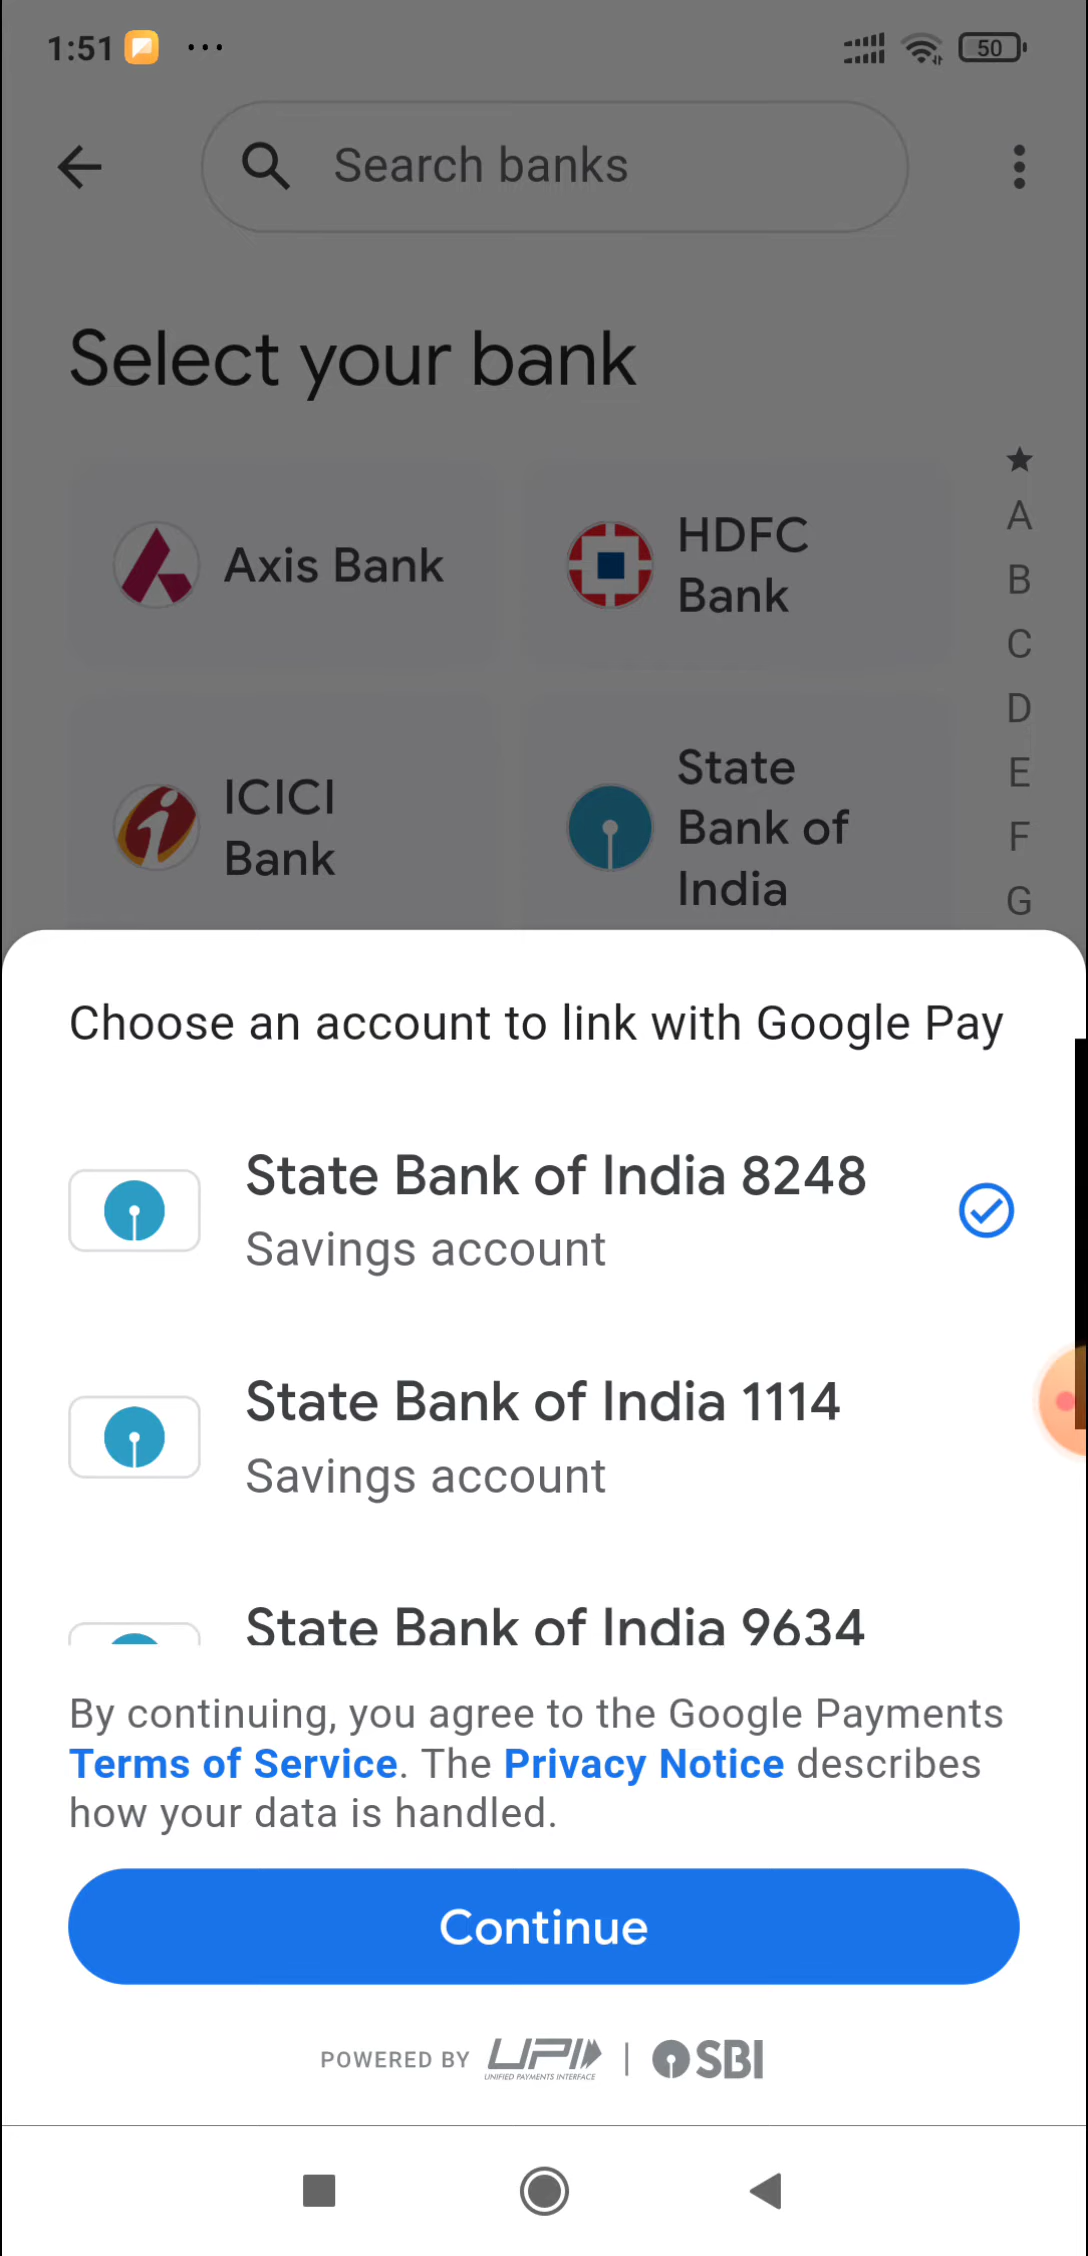 1:51 ... 50
Search banks
Select your bank
★
A
B
C
D
E
F
G
Axis Bank
HDFC
Bank
ICICI
Bank
State
Bank of
India
Choose an account to link with Google Pay
State Bank of India 8248
Savings account
State Bank of India 1114
Savings account
State Bank of India 9634
By continuing, you agree to the Google Payments
Terms of Service. The Privacy Notice describes
how your data is handled.
Continue
POWERED BY UPI | SBI
UNIFIED PAYMENTS INTERFACE